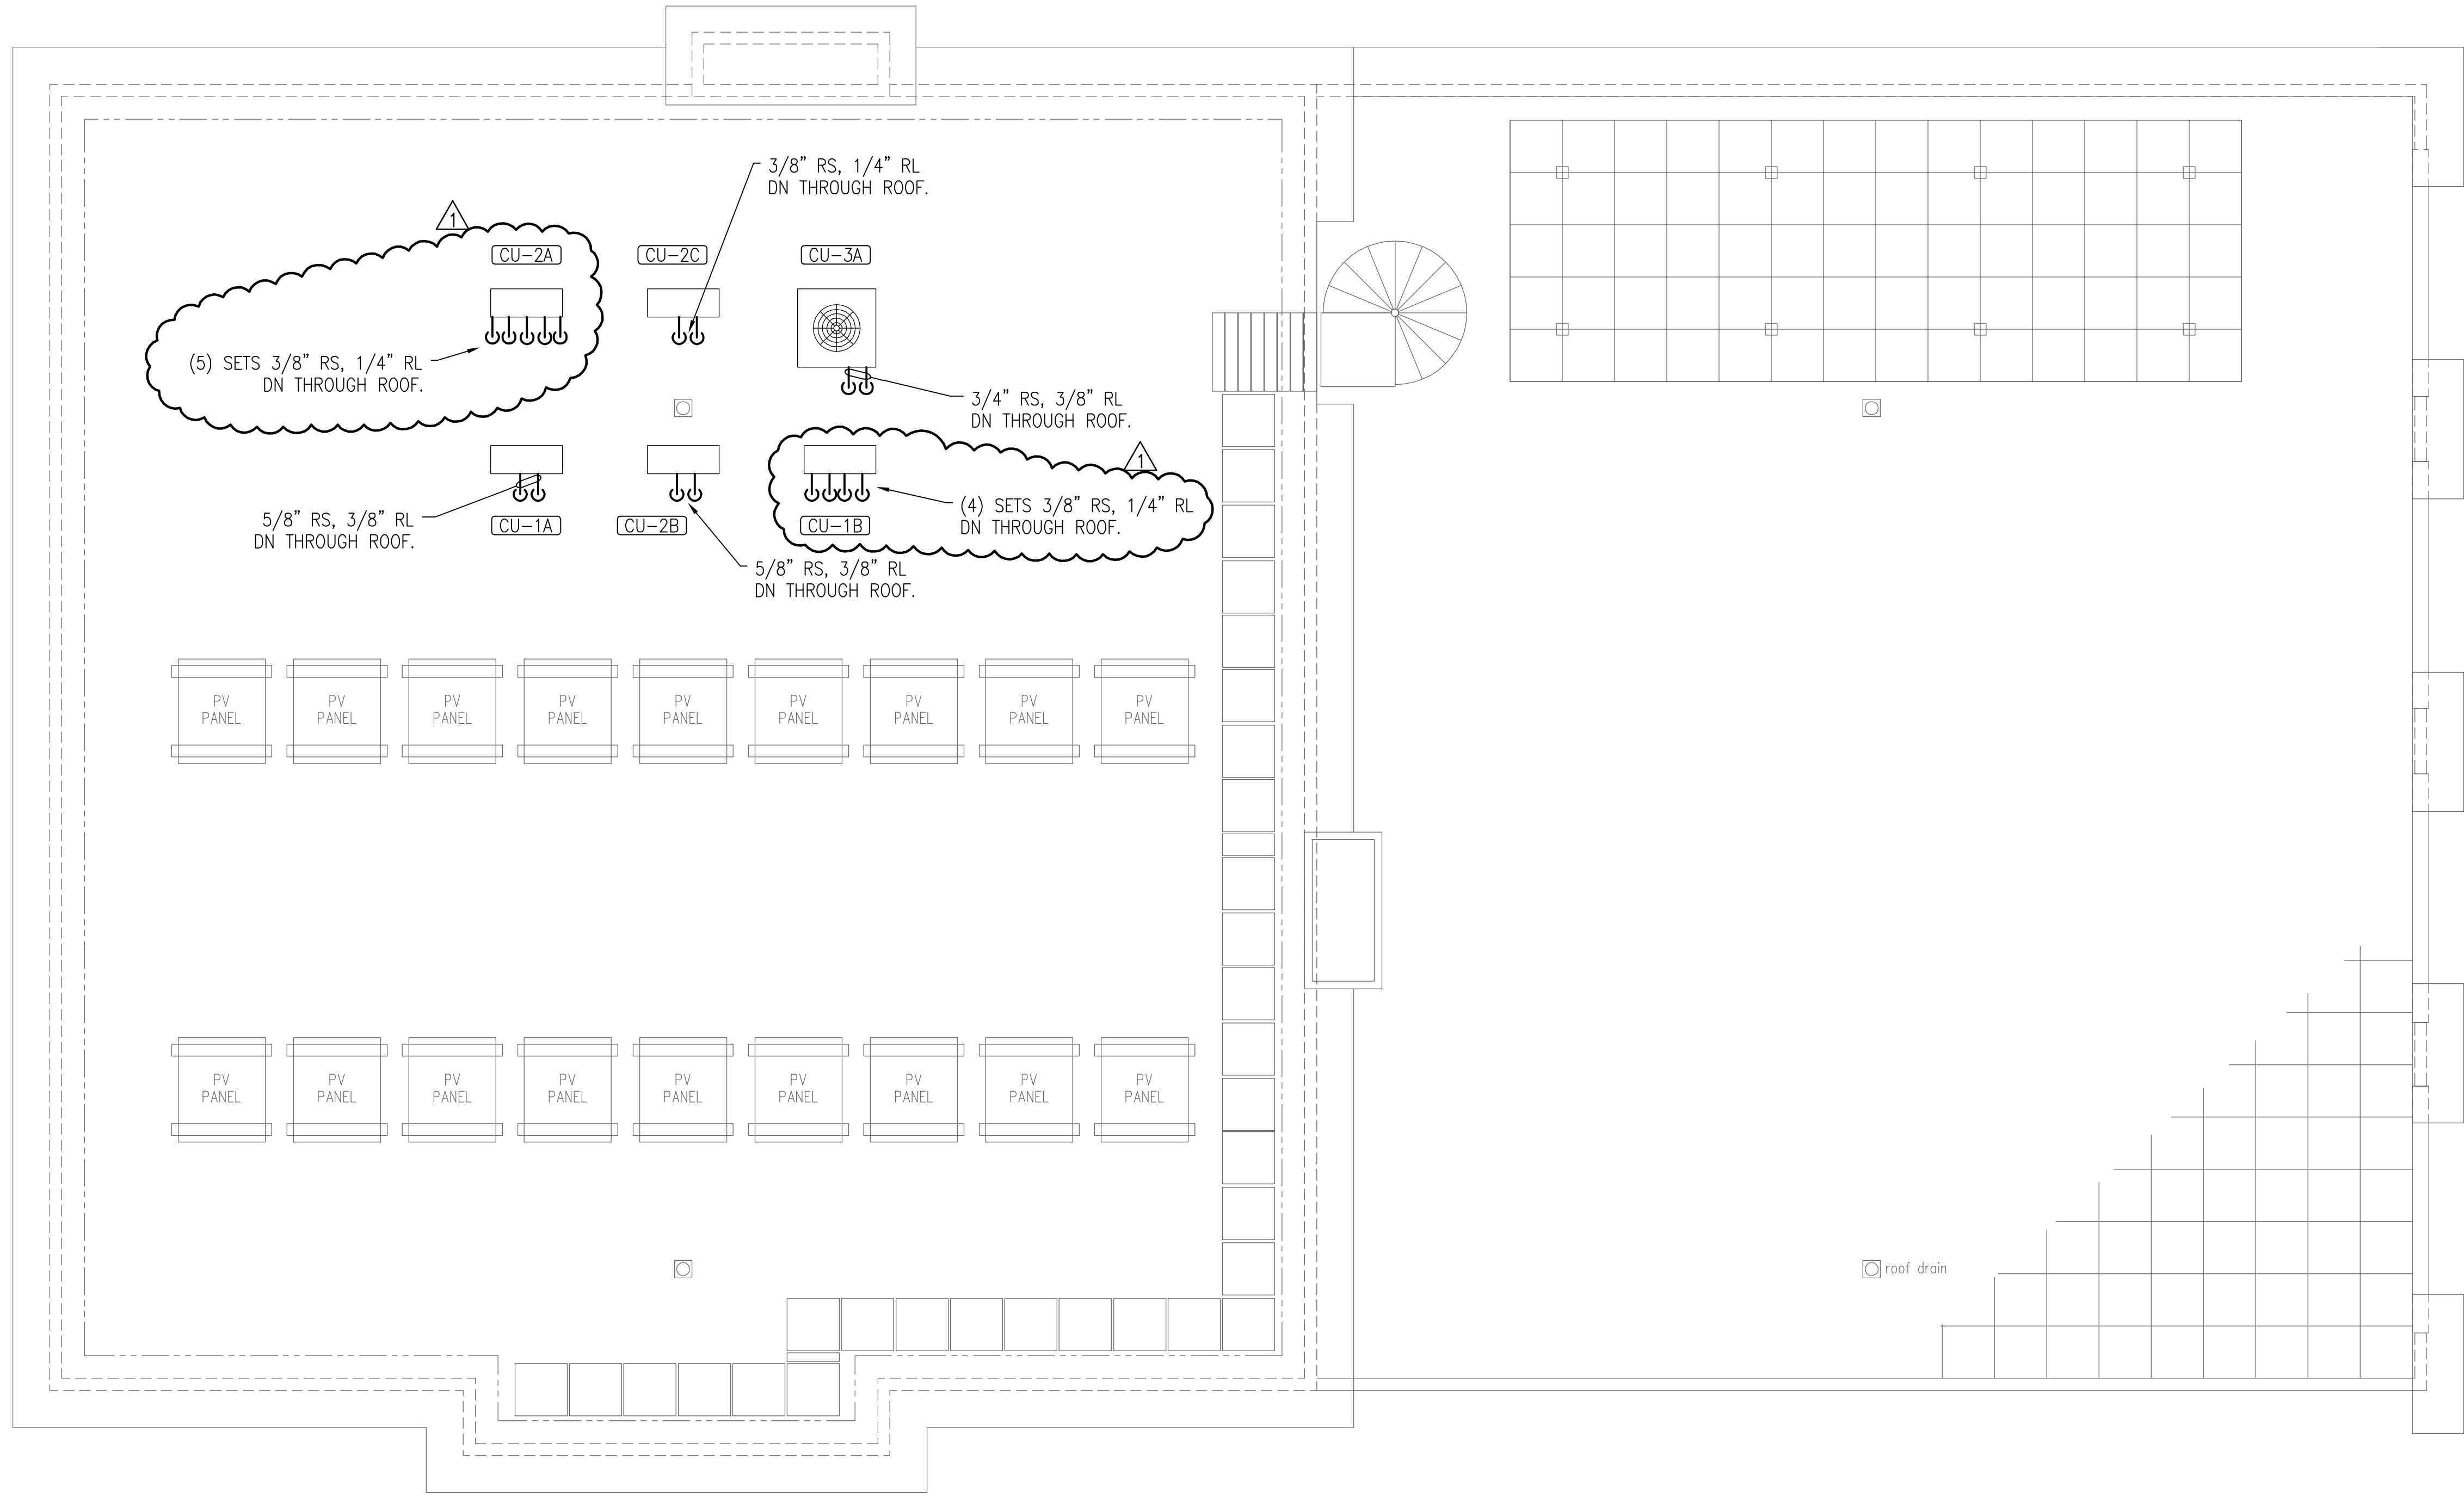 3/8” RS, 1/4” RL
DN THROUGH ROOF.
1
CU-2A
CU-2C
CU-3A
(5) SETS 3/8” RS, 1/4” RL
DN THROUGH ROOF.
3/4” RS, 3/8” RL
DN THROUGH ROOF.
1
(4) SETS 3/8” RS, 1/4” RL
DN THROUGH ROOF.
5/8” RS, 3/8” RL
DN THROUGH ROOF.
CU-1A
CU-2B
CU-1B
5/8” RS, 3/8” RL
DN THROUGH ROOF.
PV
PANEL
PV
PANEL
PV
PANEL
PV
PANEL
PV
PANEL
PV
PANEL
PV
PANEL
PV
PANEL
PV
PANEL
PV
PANEL
PV
PANEL
PV
PANEL
PV
PANEL
PV
PANEL
PV
PANEL
PV
PANEL
PV
PANEL
PV
PANEL
roof drain